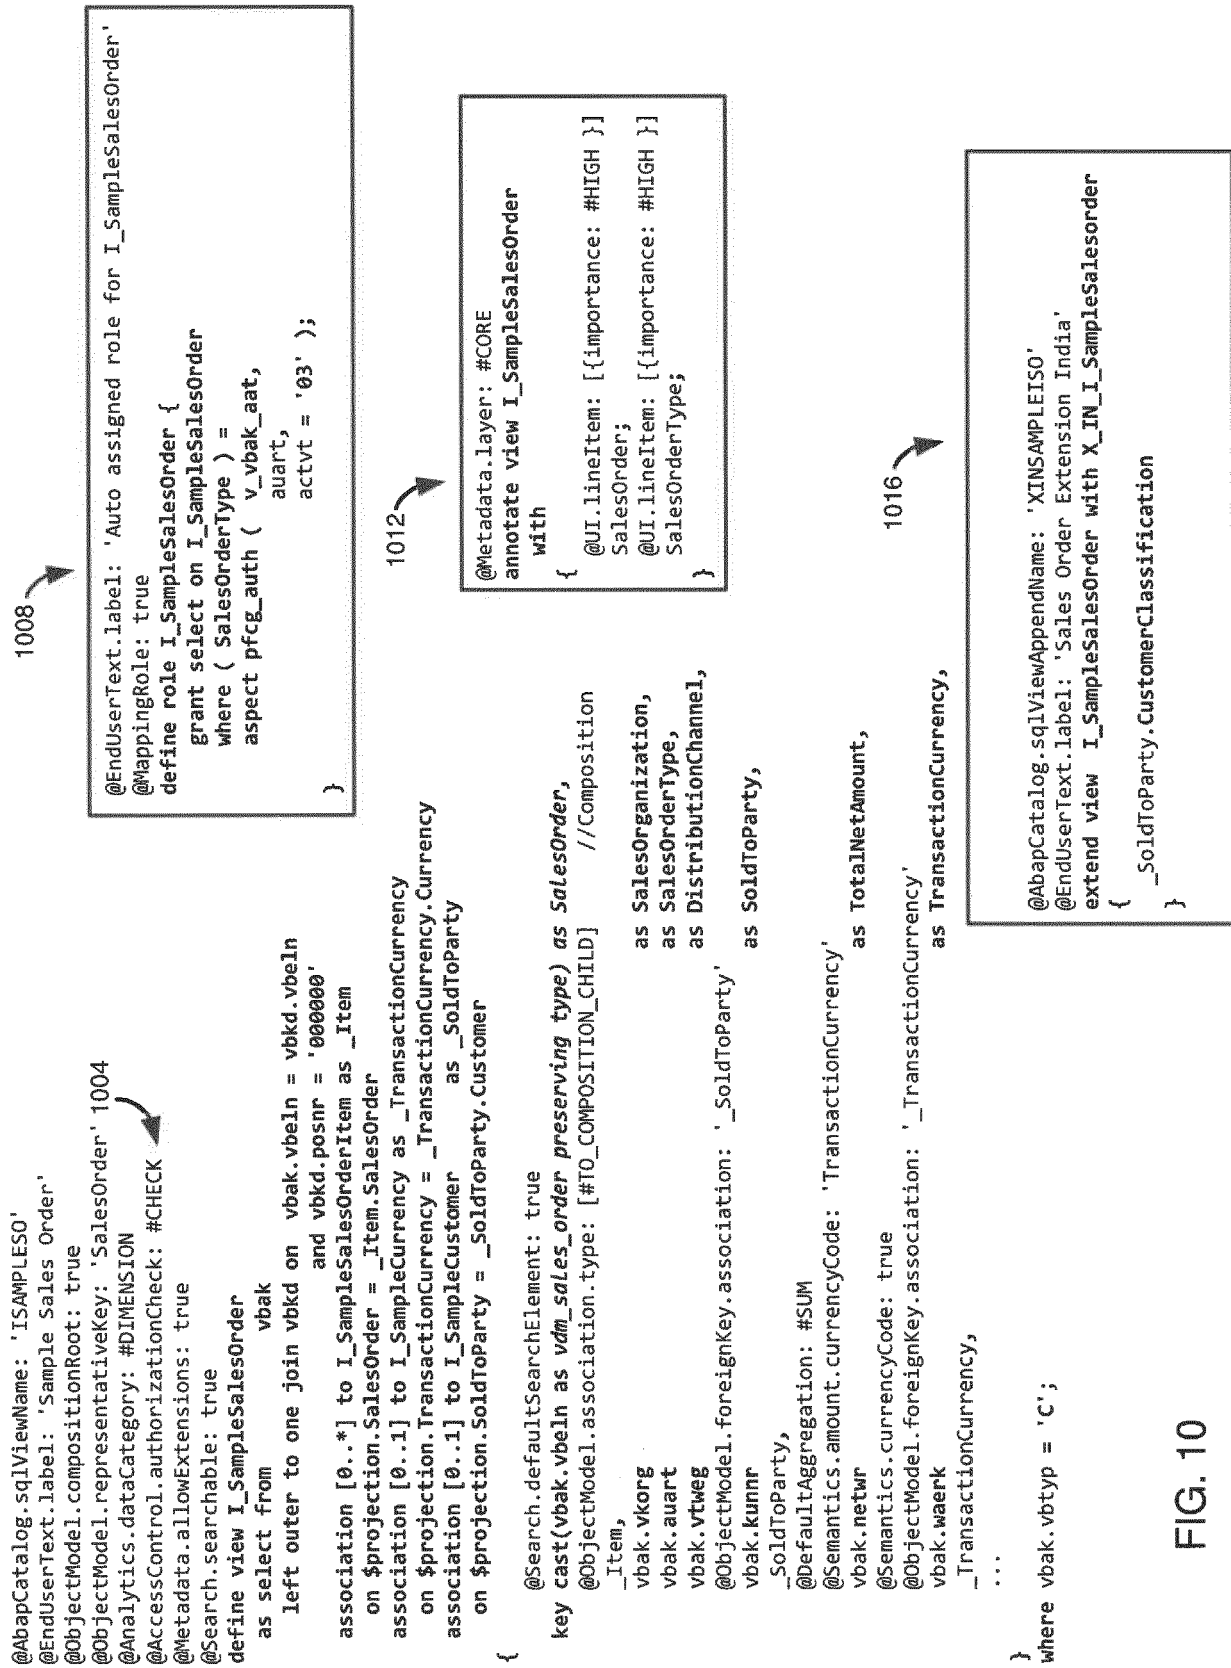 @AbapCatalog.sqlViewName: 'ISAMPLESO'
@EndUserText.label: 'Sample Sales Order'
@ObjectModel.compositionRoot: true
@ObjectModel.representativeKey: 'SalesOrder'
1004
@Analytics.dataCategory: #DIMENSION
@AccessControl.authorizationCheck: #CHECK
@Metadata.allowExtensions: true
@Search.searchable: true
define view I_SampleSalesOrder
as select from vbak
left outer to one join vbkd on vbak.vbeln = vbkd.vbeln
and vbkd.posnr = '000000'
association [0..*] to I_SampleSalesOrderItem as _Item
on $projection.SalesOrder = _Item.SalesOrder
association [0..1] to I_SampleCurrency as _TransactionCurrency
on $projection.TransactionCurrency = _TransactionCurrency.Currency
association [0..1] to I_SampleCustomer as _SoldToParty
on $projection.SoldToParty = _SoldToParty.Customer
{
@Search.defaultSearchElement: true
key cast(vbak.vbeln as vdm_sales_order preserving type) as SalesOrder,
@ObjectModel.association.type: [#TO_COMPOSITION_CHILD] //Composition
_Item,
vbak.vkorg as SalesOrganization,
vbak.auart as SalesOrderType,
vbak.vtweg as DistributionChannel,
@ObjectModel.foreignKey.association: '_SoldToParty'
vbak.kunnr as SoldToParty,
_SoldToParty,
@DefaultAggregation: #SUM
@Semantics.amount.currencyCode: 'TransactionCurrency'
vbak.netwr as TotalNetAmount,
@Semantics.currencyCode: true
@ObjectModel.foreignKey.association: '_TransactionCurrency'
vbak.waerk as TransactionCurrency,
_TransactionCurrency,
...
}
where vbak.vbtyp = 'C';
1008
@EndUserText.label: 'Auto assigned role for I_SampleSalesOrder'
@MappingRole: true
define role I_SampleSalesOrder {
grant select on I_SampleSalesOrder
where ( SalesOrderType ) =
aspect pfcg_auth ( v_vbak_aat,
auart,
actvt = '03' );
}
1012
@Metadata.layer: #CORE
annotate view I_SampleSalesOrder
with
{
@UI.lineItem: [{importance: #HIGH }]
SalesOrder;
@UI.lineItem: [{importance: #HIGH }]
SalesOrderType;
}
1016
@AbapCatalog.sqlViewAppendName: 'XINSAMPLEISO'
@EndUserText.label: 'Sales Order Extension India'
extend view I_SampleSalesOrder with X_IN_I_SampleSalesorder
{
_SoldToParty.CustomerClassification
}
FIG. 10